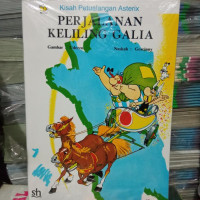 Kisah Petualangan Asterix
PERJALANAN
KELILING GALIA
Gambar :
Naskah : Goscinny
sh